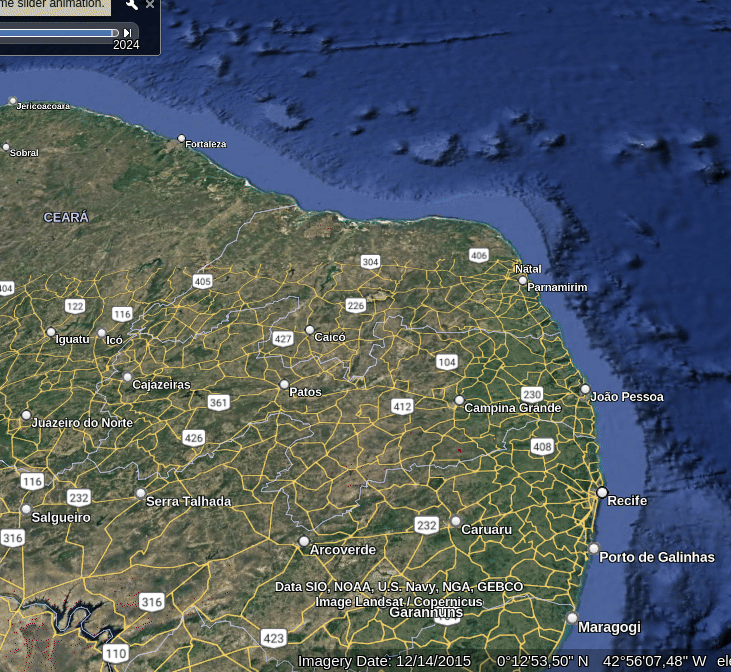 me slider animation.
2024
Jericoacoara
Fortaleza
Sobral
CEARÁ
406
304
Natal
405
Parnamirim
404
122
226
116
Iguatu
Icó
427
Caicó
104
Cajazeiras
Patos
230
João Pessoa
361
412
Campina Grande
Juazeiro do Norte
426
408
116
232
Serra Talhada
Recife
Salgueiro
232
Caruaru
316
Arcoverde
Porto de Galinhas
Data SIO, NOAA, U.S. Navy, NGA, GEBCO
Image Landsat / Copernicus
316
Garanhuns
Maragogi
423
110
Imagery Date: 12/14/2015 0°12'53,50" N 42°56'07,48" W ele